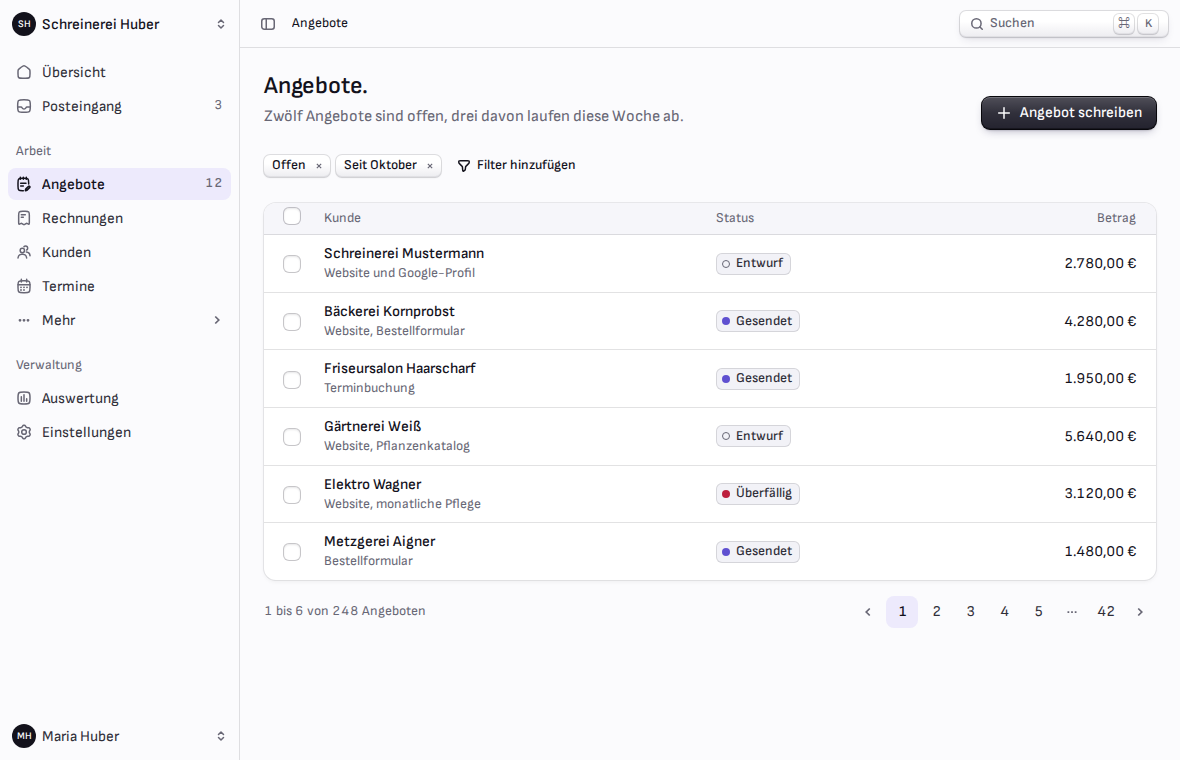 SH Schreinerei Huber
Übersicht
Posteingang 3
Arbeit
Angebote 12
Rechnungen
Kunden
Termine
Mehr
Verwaltung
Auswertung
Einstellungen
MH Maria Huber
Angebote
Suchen ⌘ K
Angebote.
Zwölf Angebote sind offen, drei davon laufen diese Woche ab.
Angebot schreiben
Offen × Seit Oktober × Filter hinzufügen
Kunde Status Betrag
Schreinerei Mustermann
Website und Google-Profil
Entwurf 2.780,00 €
Bäckerei Kornprobst
Website, Bestellformular
Gesendet 4.280,00 €
Friseursalon Haarscharf
Terminbuchung
Gesendet 1.950,00 €
Gärtnerei Weiß
Website, Pflanzenkatalog
Entwurf 5.640,00 €
Elektro Wagner
Website, monatliche Pflege
Überfällig 3.120,00 €
Metzgerei Aigner
Bestellformular
Gesendet 1.480,00 €
1 bis 6 von 248 Angeboten
1 2 3 4 5 ... 42